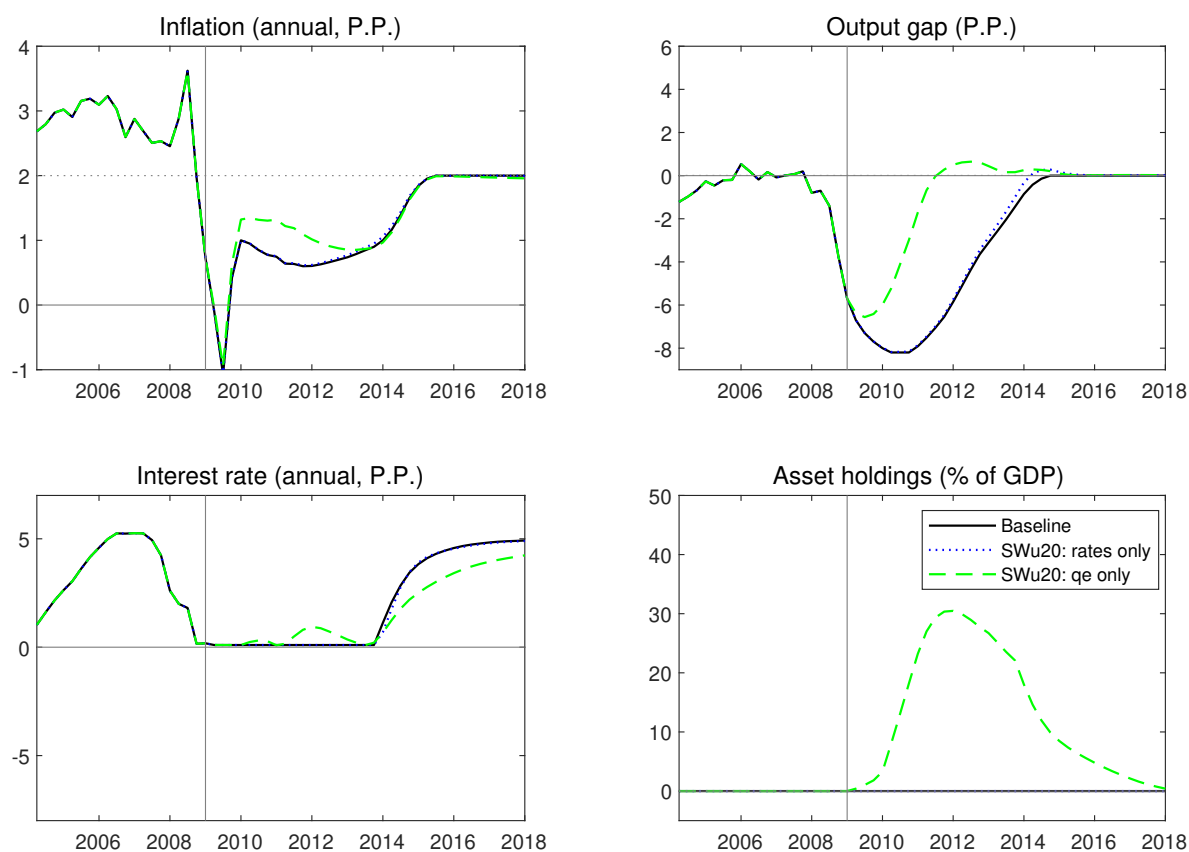 Inflation (annual, P.P.)
4
3
2
1
0
-1
2006 2008 2010 2012 2014 2016 2018
Output gap (P.P.)
6
4
2
0
-2
-4
-6
-8
2006 2008 2010 2012 2014 2016 2018
Interest rate (annual, P.P.)
5
0
-5
2006 2008 2010 2012 2014 2016 2018
Asset holdings (% of GDP)
50
40
30
20
10
0
Baseline
SWu20: rates only
SWu20: qe only
2006 2008 2010 2012 2014 2016 2018